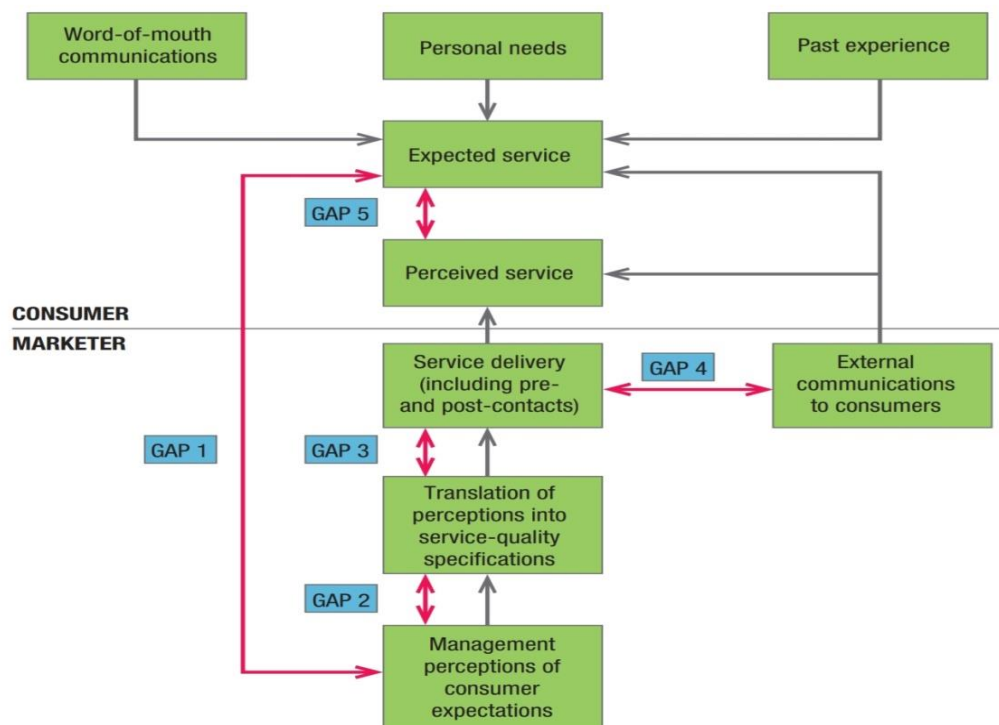 Word-of-mouth
communications
Personal needs
Past experience
Expected service
GAP 5
Perceived service
CONSUMER
MARKETER
Service delivery
(including pre-
and post-contacts)
GAP 4
External
communications
to consumers
GAP 1
GAP 3
Translation of
perceptions into
service-quality
specifications
GAP 2
Management
perceptions of
consumer
expectations